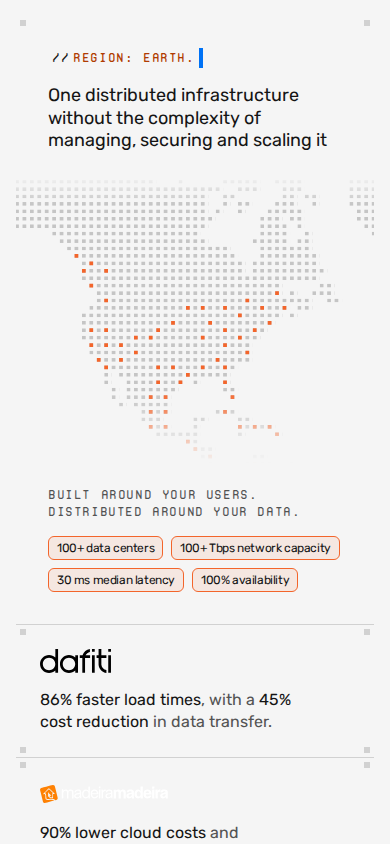 // REGION: EARTH.
One distributed infrastructure
without the complexity of
managing, securing and scaling it
BUILT AROUND YOUR USERS.
DISTRIBUTED AROUND YOUR DATA.
100+ data centers
100+ Tbps network capacity
30 ms median latency
100% availability
dafiti
86% faster load times, with a 45%
cost reduction in data transfer.
madeiramadeira
90% lower cloud costs and